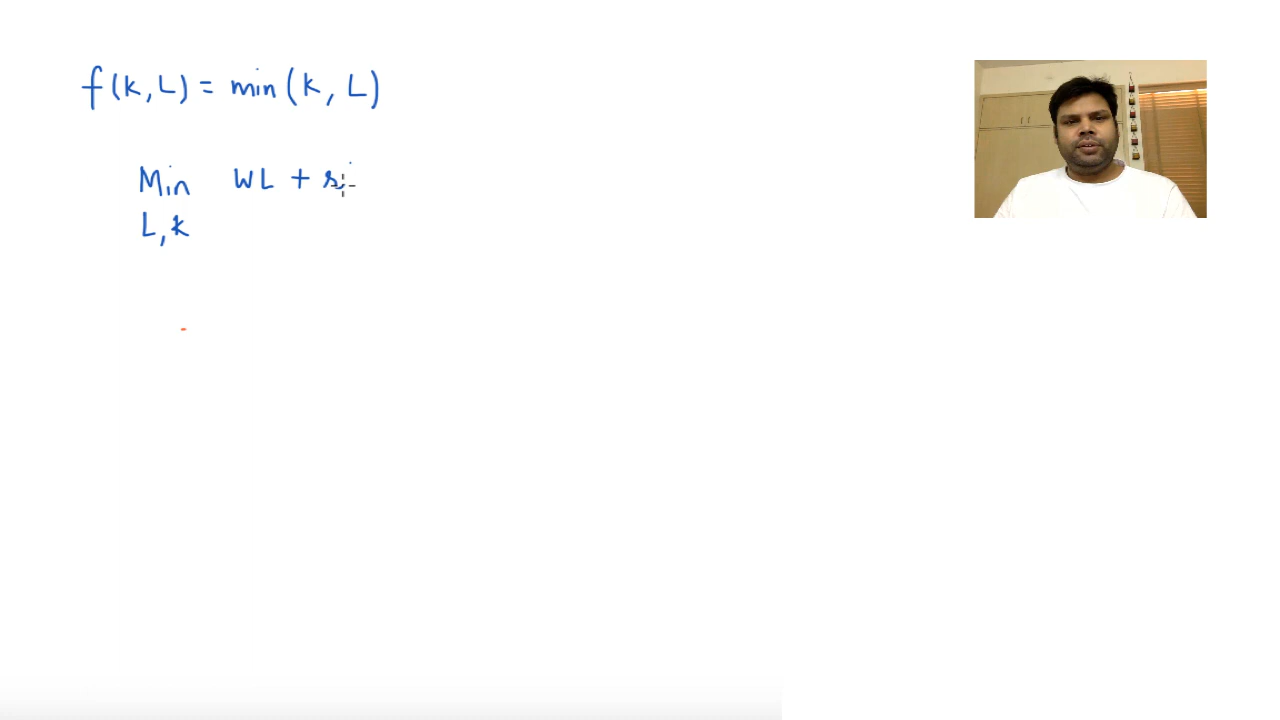 f(K, L) = min(K, L)
Min WL + r
L, K